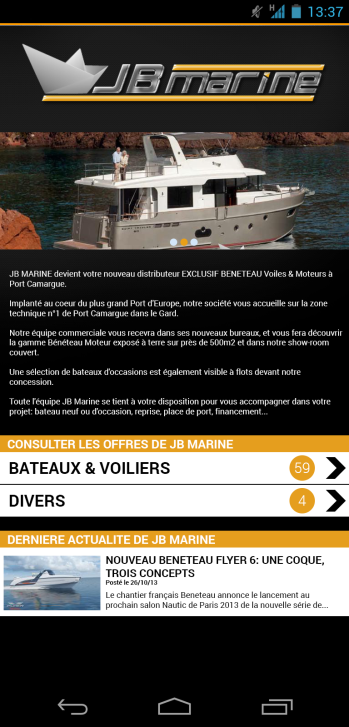 H
13:37
JB marine
JB MARINE devient votre nouveau distributeur EXCLUSIF BENETEAU Voiles & Moteurs à
Port Camargue.
Implanté au coeur du plus grand Port d'Europe, notre société vous accueille sur la zone
technique n°1 de Port Camargue dans le Gard.
Notre équipe commerciale vous recevra dans ses nouveaux bureaux, et vous fera découvrir
la gamme Bénéteau Moteur exposé à terre sur près de 500m2 et dans notre show-room
couvert.
Une sélection de bateaux d'occasions est également visible à flots devant notre
concession.
Toute l'équipe JB Marine se tient à votre disposition pour vous accompagner dans votre
projet: bateau neuf ou d'occasion, reprise, place de port, financement...
CONSULTER LES OFFRES DE JB MARINE
BATEAUX & VOILIERS 59
DIVERS 4
DERNIERE ACTUALITE DE JB MARINE
NOUVEAU BENETEAU FLYER 6: UNE COQUE,
TROIS CONCEPTS
Posté le 26/10/13
Le chantier français Beneteau annonce le lancement au
prochain salon Nautic de Paris 2013 de la nouvelle série de...